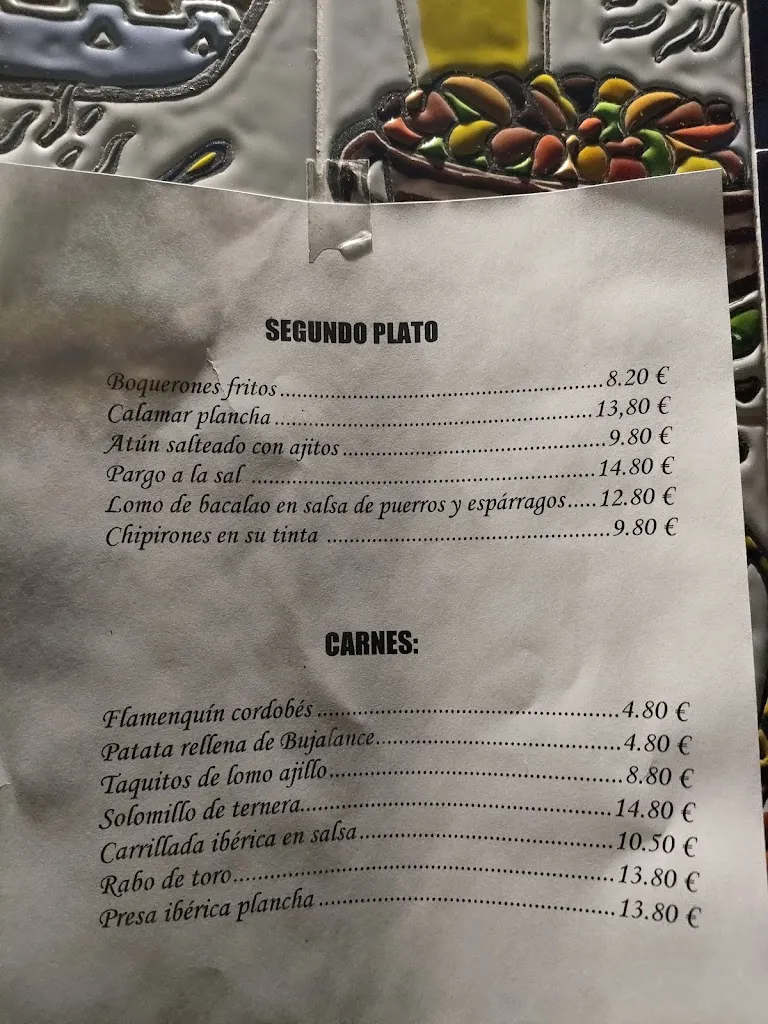 SEGUNDO PLATO
Boquerones fritos..........................................................8.20 €
Calamar plancha..........................................................13,80 €
Atún salteado con ajitos................................................9.80 €
Pargo a la sal ..............................................................14.80 €
Lomo de bacalao en salsa de puerros y espárragos.....12.80 €
Chipirones en su tinta ..................................................9.80 €
CARNES:
Flamenquín cordobés.....................................................4.80 €
Patata rellena de Bujalance...........................................4.80 €
Taquitos de lomo ajillo...................................................8.80 €
Solomillo de ternera......................................................14.80 €
Carrillada ibérica en salsa............................................10.50 €
Rabo de toro..................................................................13.80 €
Presa ibérica plancha....................................................13.80 €